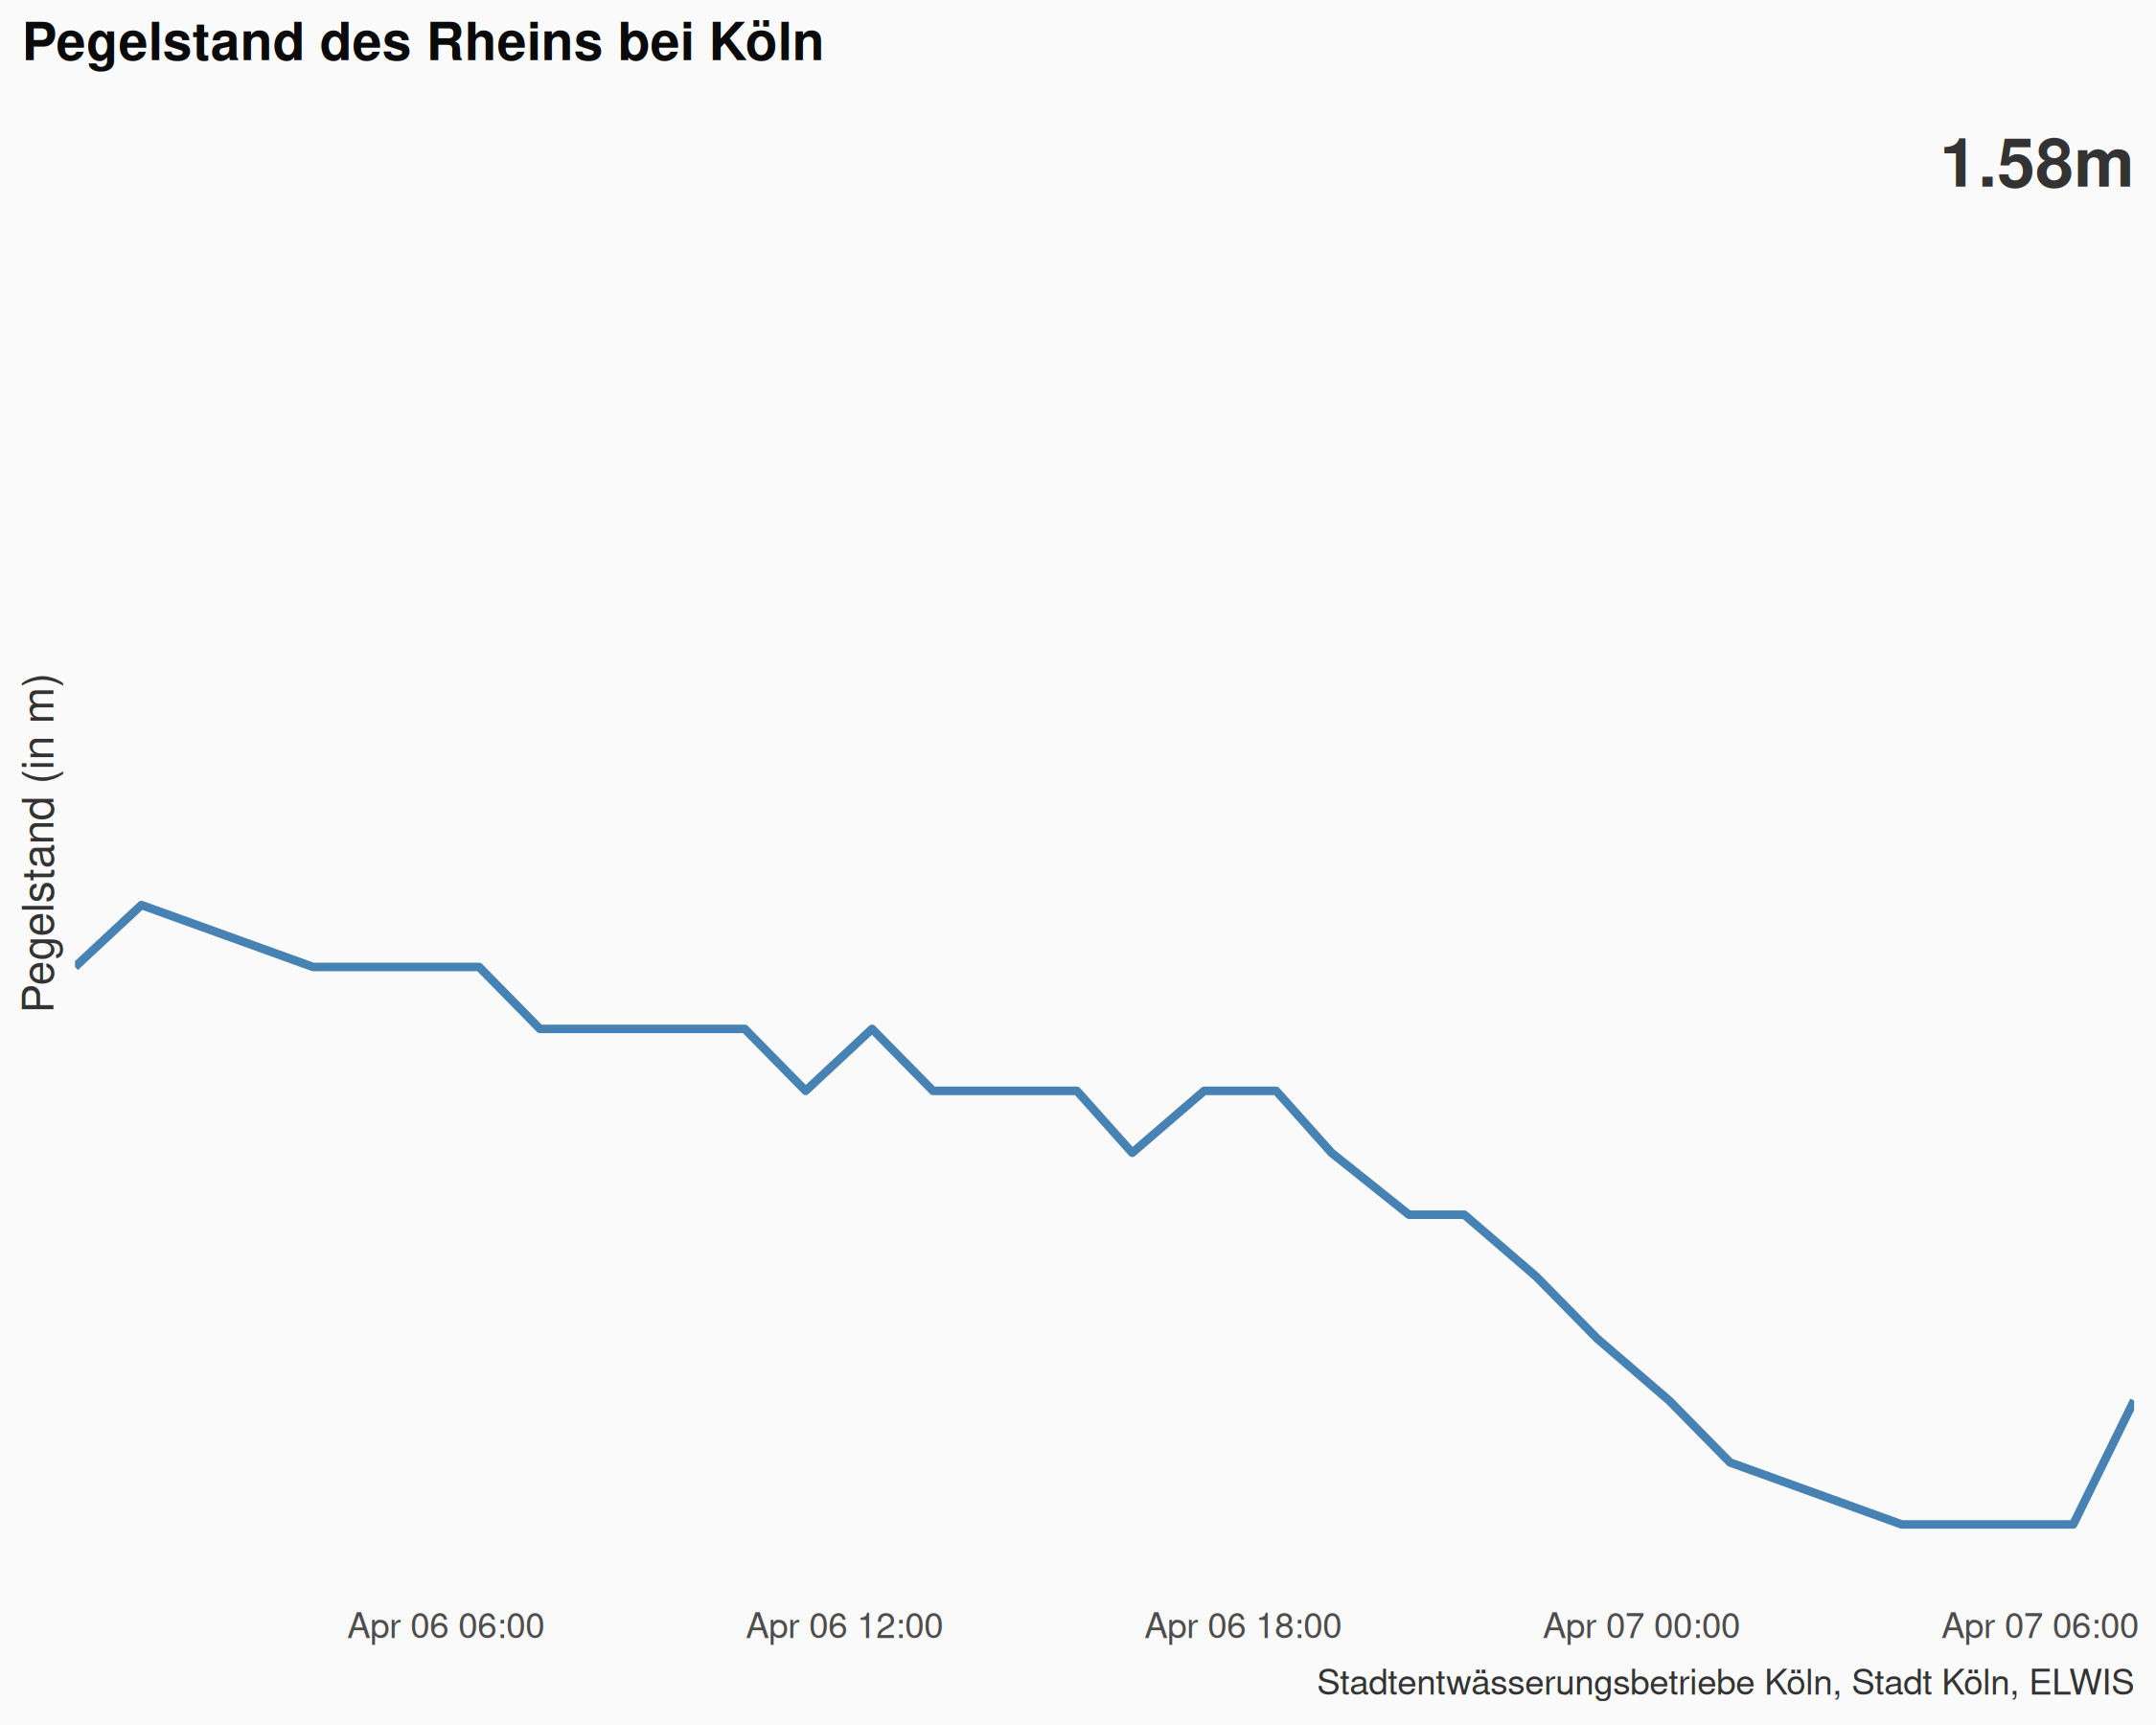 Pegelstand des Rheins bei Köln
1.58m
Pegelstand (in m)
Apr 06 06:00 Apr 06 12:00 Apr 06 18:00 Apr 07 00:00 Apr 07 06:00
Stadtentwässerungsbetriebe Köln, Stadt Köln, ELWIS